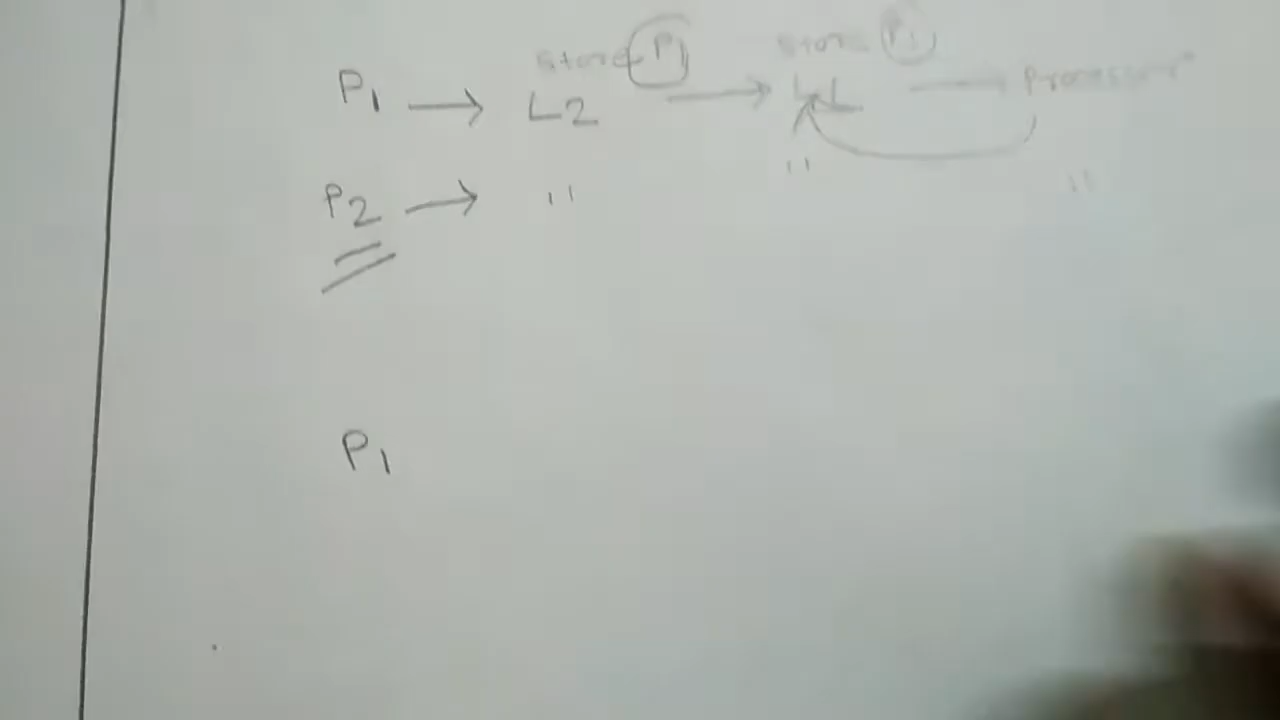 store P1 store P1
P1 → L2 → L1 → Processor
P2 → " " "
P1